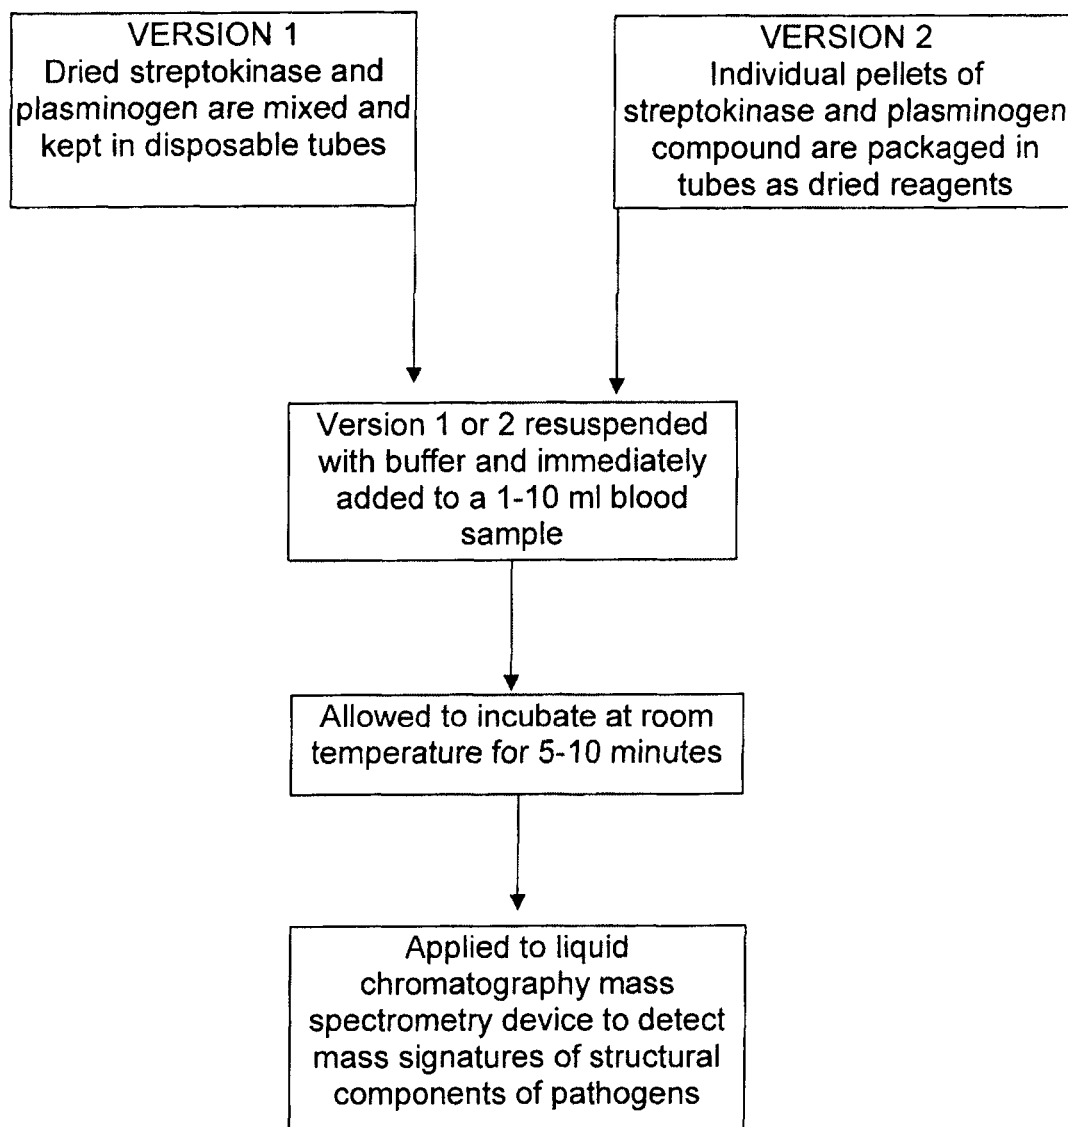 VERSION 1
Dried streptokinase and
plasminogen are mixed and
kept in disposable tubes
VERSION 2
Individual pellets of
streptokinase and plasminogen
compound are packaged in
tubes as dried reagents
Version 1 or 2 resuspended
with buffer and immediately
added to a 1-10 ml blood
sample
Allowed to incubate at room
temperature for 5-10 minutes
Applied to liquid
chromatography mass
spectrometry device to detect
mass signatures of structural
components of pathogens